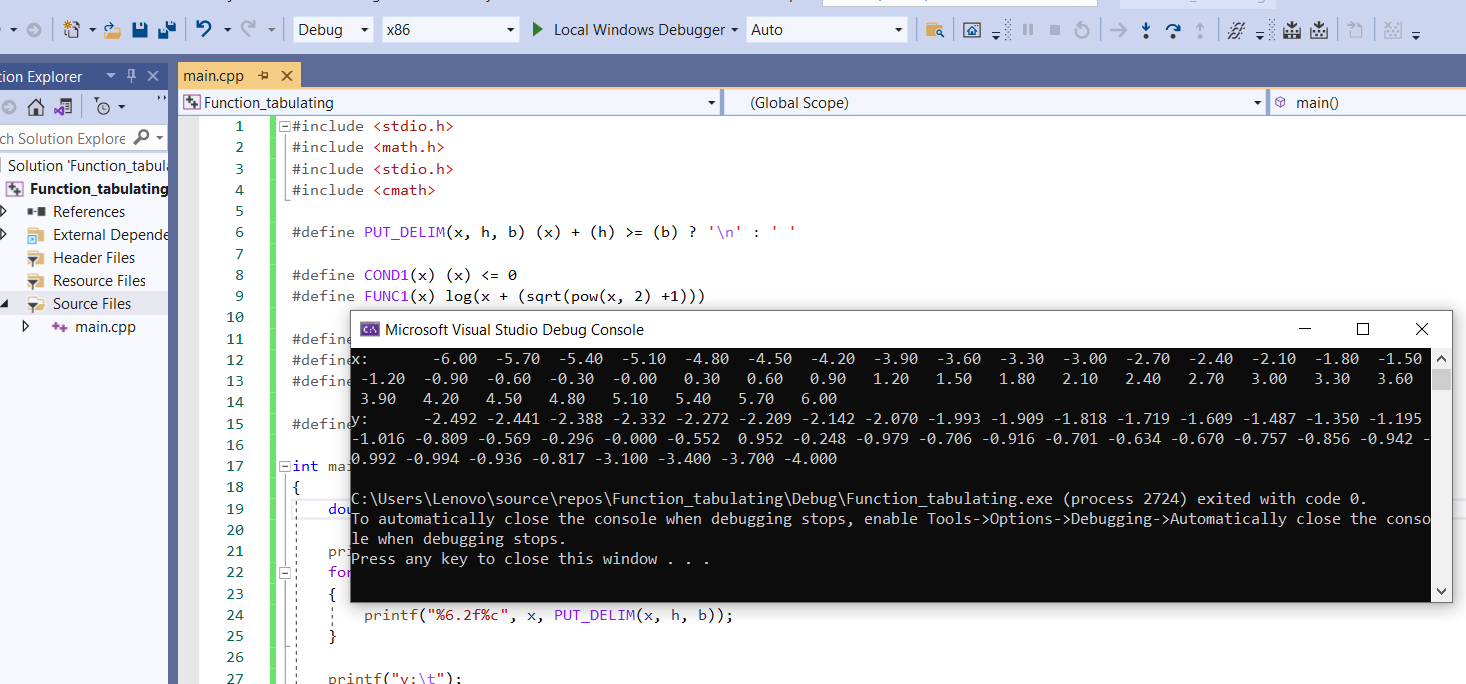 Debug
x86
Local Windows Debugger
Auto
tion Explorer
main.cpp
Function_tabulating
(Global Scope)
main()
ch Solution Explore
Solution 'Function_tabula
Function_tabulating
References
External Depende
Header Files
Resource Files
Source Files
main.cpp
1 #include <stdio.h>
2 #include <math.h>
3 #include <stdio.h>
4 #include <cmath>
5
6 #define PUT_DELIM(x, h, b) (x) + (h) >= (b) ? '\n' : ' '
7
8 #define COND1(x) (x) <= 0
9 #define FUNC1(x) log(x + (sqrt(pow(x, 2) +1)))
10
11 #define
12 #define
13 #define
14
15 #define
16
17 int mai
18 {
19 dou
20
21 pri
22 for
23 {
24 printf("%6.2f%c", x, PUT_DELIM(x, h, b));
25 }
26
27 printf("y:\t");
Microsoft Visual Studio Debug Console
x: -6.00 -5.70 -5.40 -5.10 -4.80 -4.50 -4.20 -3.90 -3.60 -3.30 -3.00 -2.70 -2.40 -2.10 -1.80 -1.50
-1.20 -0.90 -0.60 -0.30 -0.00 0.30 0.60 0.90 1.20 1.50 1.80 2.10 2.40 2.70 3.00 3.30 3.60
3.90 4.20 4.50 4.80 5.10 5.40 5.70 6.00
y: -2.492 -2.441 -2.388 -2.332 -2.272 -2.209 -2.142 -2.070 -1.993 -1.909 -1.818 -1.719 -1.609 -1.487 -1.350 -1.195
-1.016 -0.809 -0.569 -0.296 -0.000 -0.552 0.952 -0.248 -0.979 -0.706 -0.916 -0.701 -0.634 -0.670 -0.757 -0.856 -0.942 -
0.992 -0.994 -0.936 -0.817 -3.100 -3.400 -3.700 -4.000
C:\Users\Lenovo\source\repos\Function_tabulating\Debug\Function_tabulating.exe (process 2724) exited with code 0.
To automatically close the console when debugging stops, enable Tools->Options->Debugging->Automatically close the conso
le when debugging stops.
Press any key to close this window . . .